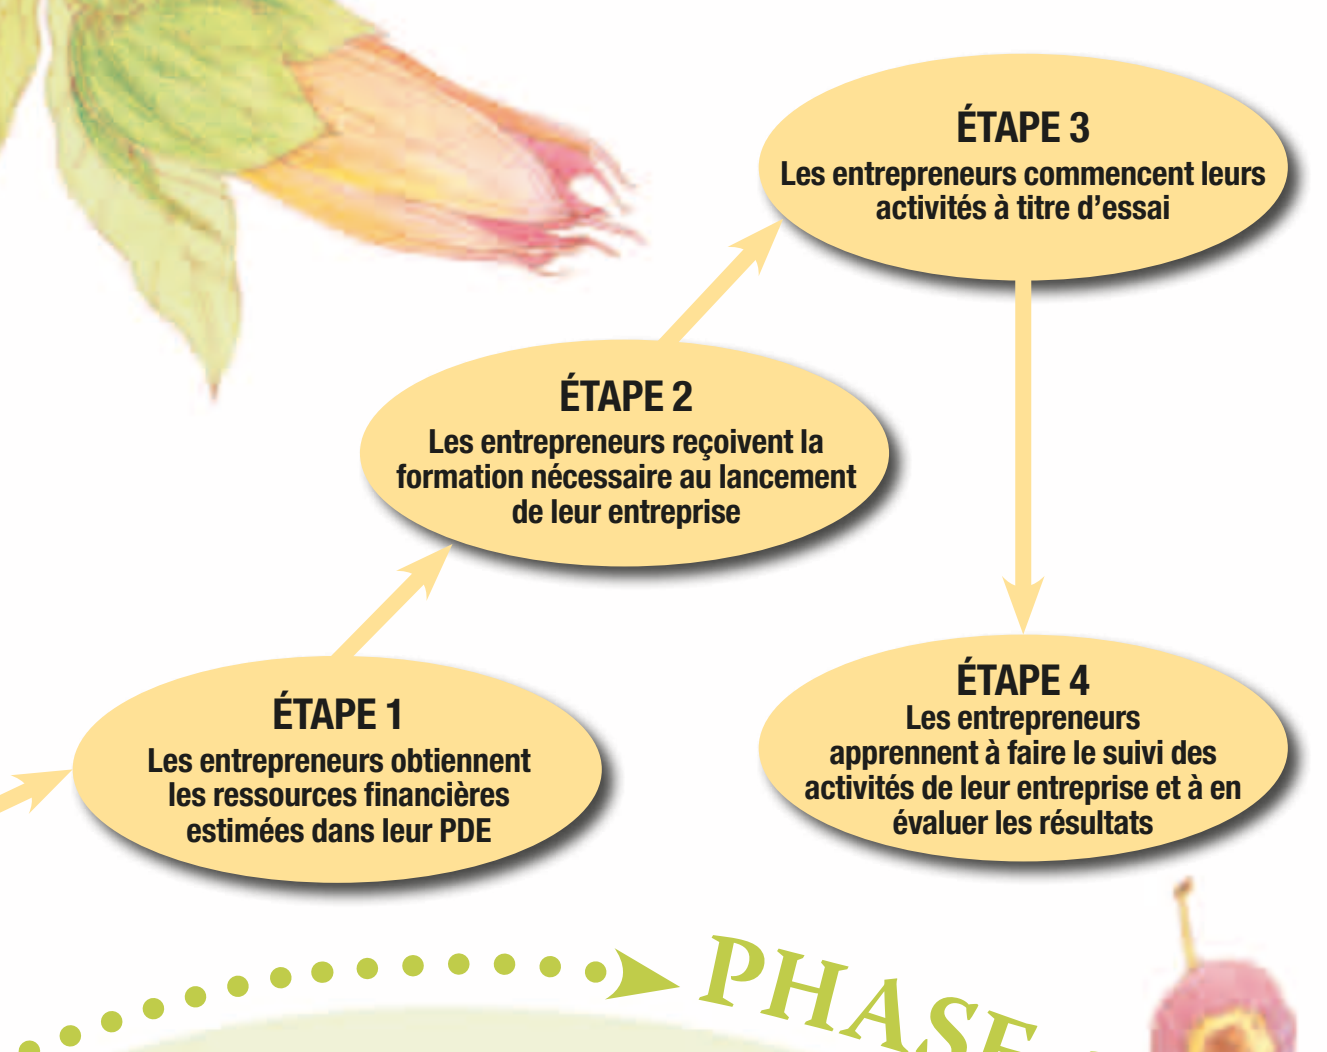 ÉTAPE 3
Les entrepreneurs commencent leurs
activités à titre d’essai
ÉTAPE 2
Les entrepreneurs reçoivent la
formation nécessaire au lancement
de leur entreprise
ÉTAPE 1
Les entrepreneurs obtiennent
les ressources financières
estimées dans leur PDE
ÉTAPE 4
Les entrepreneurs
apprennent à faire le suivi des
activités de leur entreprise et à en
évaluer les résultats
PHASE